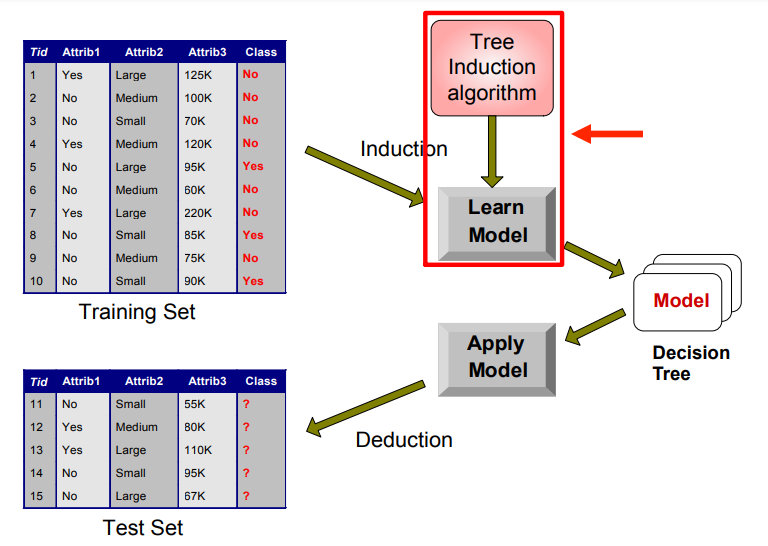 Tid Attrib1 Attrib2 Attrib3 Class
1 Yes Large 125K No
2 No Medium 100K No
3 No Small 70K No
4 Yes Medium 120K No
5 No Large 95K Yes
6 No Medium 60K No
7 Yes Large 220K No
8 No Small 85K Yes
9 No Medium 75K No
10 No Small 90K Yes
Training Set
Tree
Induction
algorithm
Induction
Learn
Model
Model
Decision
Tree
Apply
Model
Deduction
Tid Attrib1 Attrib2 Attrib3 Class
11 No Small 55K ?
12 Yes Medium 80K ?
13 Yes Large 110K ?
14 No Small 95K ?
15 No Large 67K ?
Test Set